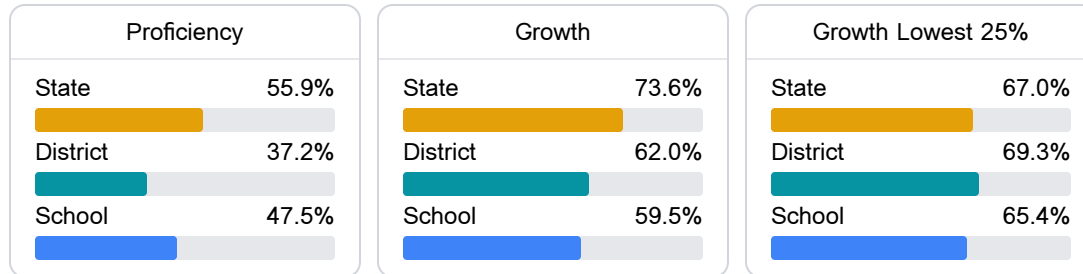 Proficiency
State 55.9%
District 37.2%
School 47.5%
Growth
State 73.6%
District 62.0%
School 59.5%
Growth Lowest 25%
State 67.0%
District 69.3%
School 65.4%